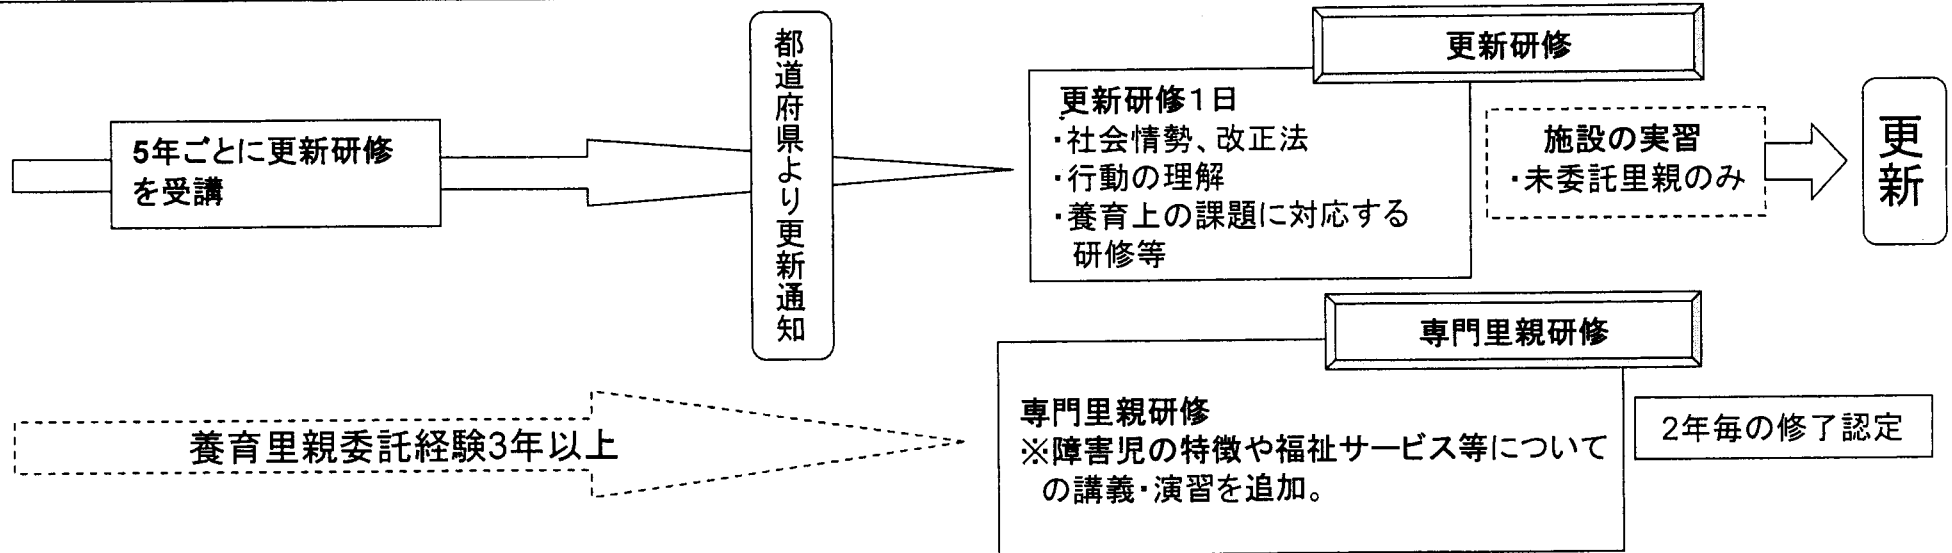 5年ごとに更新研修
を受講
都道府県より更新通知
更新研修
更新研修1日
・社会情勢、改正法
・行動の理解
・養育上の課題に対応する
研修等
施設の実習
・未委託里親のみ
更新
養育里親委託経験3年以上
専門里親研修
専門里親研修
※障害児の特徴や福祉サービス等について
の講義・演習を追加。
2年毎の修了認定